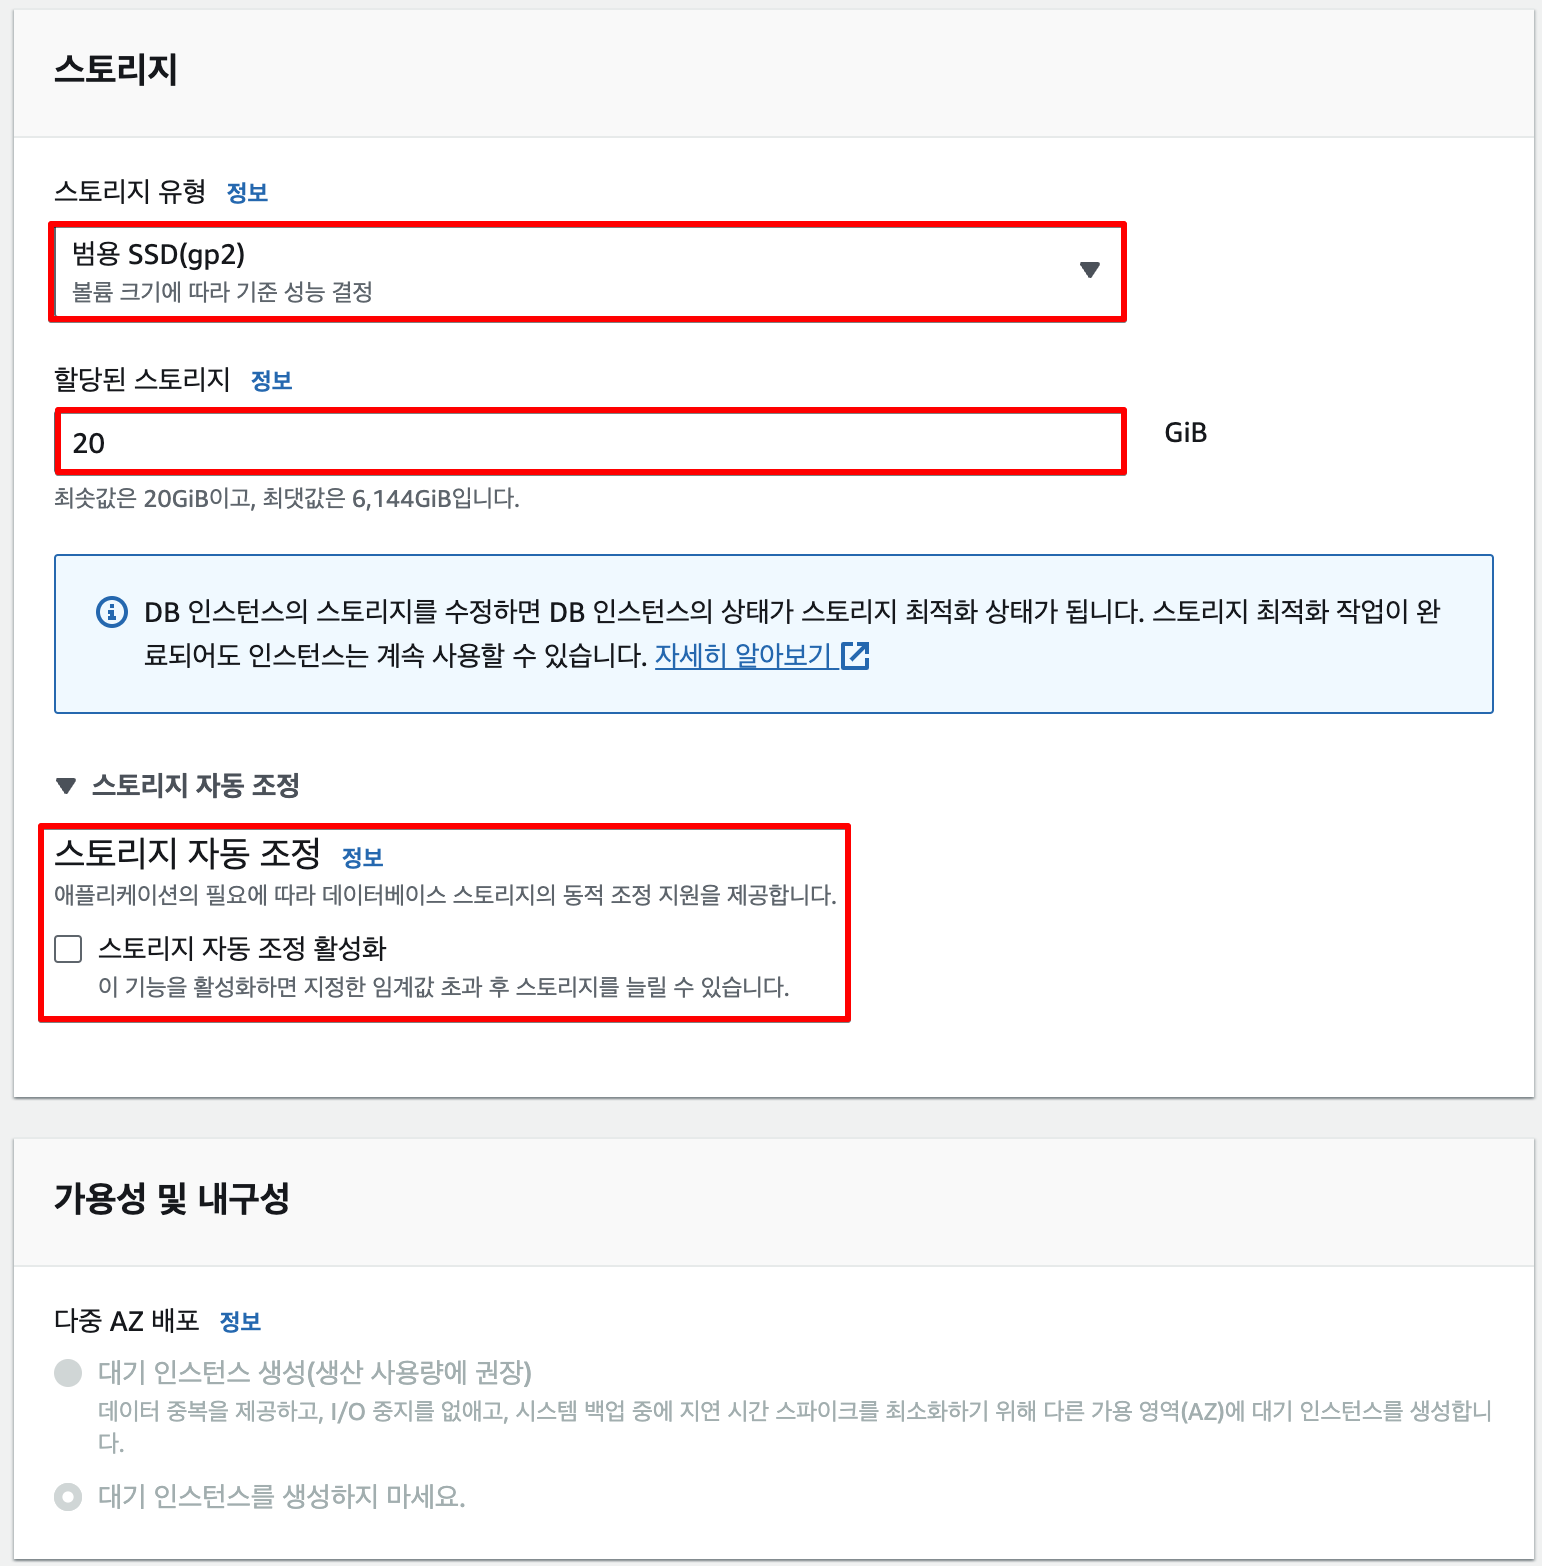 스토리지
스토리지 유형 정보
범용 SSD(gp2)
볼륨 크기에 따라 기준 성능 결정
할당된 스토리지 정보
20
GiB
최솟값은 20GiB이고, 최댓값은 6,144GiB입니다.
DB 인스턴스의 스토리지를 수정하면 DB 인스턴스의 상태가 스토리지 최적화 상태가 됩니다. 스토리지 최적화 작업이 완
료되어도 인스턴스는 계속 사용할 수 있습니다. 자세히 알아보기
스토리지 자동 조정
스토리지 자동 조정 정보
애플리케이션의 필요에 따라 데이터베이스 스토리지의 동적 조정 지원을 제공합니다.
스토리지 자동 조정 활성화
이 기능을 활성화하면 지정한 임계값 초과 후 스토리지를 늘릴 수 있습니다.
가용성 및 내구성
다중 AZ 배포 정보
대기 인스턴스 생성(생산 사용량에 권장)
데이터 중복을 제공하고, I/O 중지를 없애고, 시스템 백업 중에 지연 시간 스파이크를 최소화하기 위해 다른 가용 영역(AZ)에 대기 인스턴스를 생성합니
다.
대기 인스턴스를 생성하지 마세요.